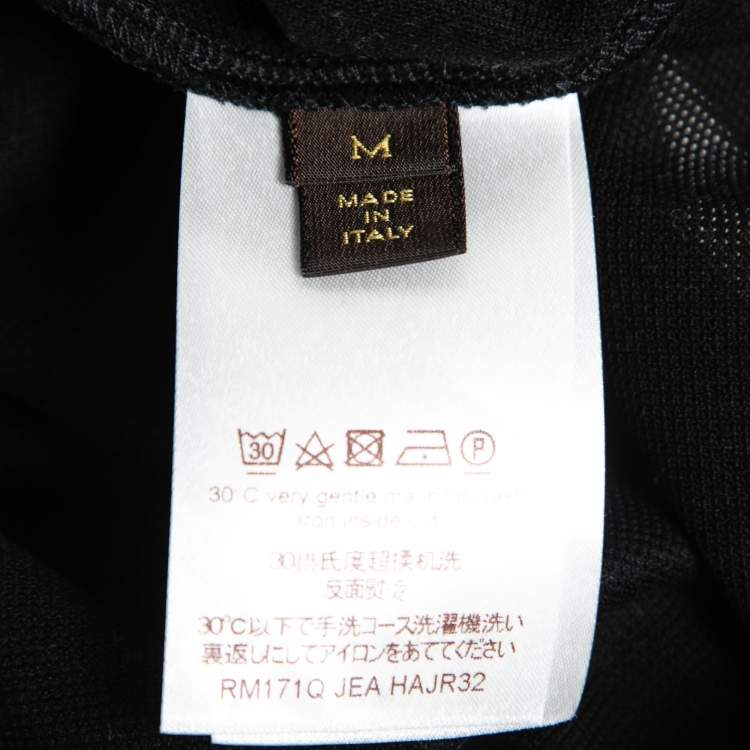 M
MADE
IN
ITALY
30
P
30°C very gentle machine wash
Iron inside out
30摄氏度超柔机洗
反面熨
30℃以下で手洗コース洗濯機洗い
裏返しにしてアイロンをあててください
RM171Q JEA HAJR32